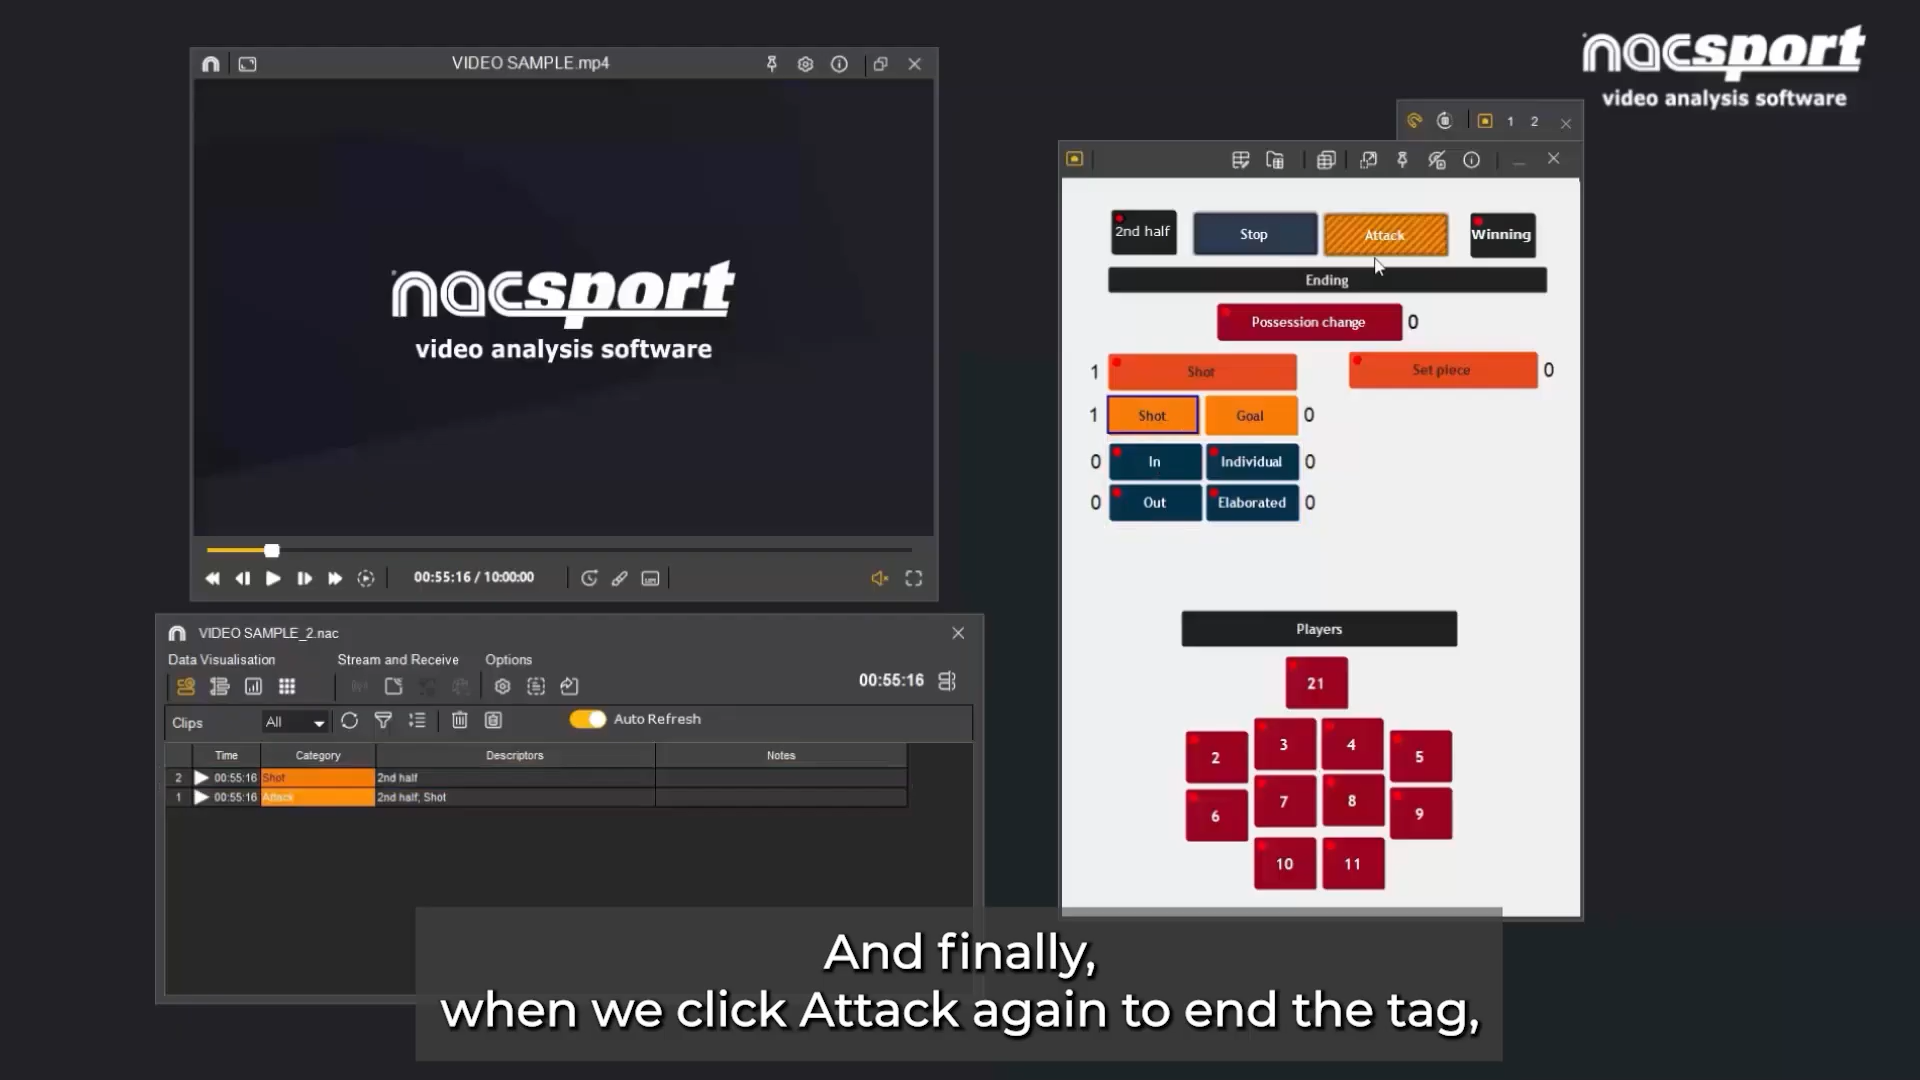 VIDEO SAMPLE.mp4
nacsport
video analysis software
nacsport
video analysis software
00:55:16 / 10:00:00
1 2
2nd half
Stop
Attack
Winning
Ending
Possession change 0
1 Shot
Set piece 0
1 Shot Goal 0
0 In Individual 0
0 Out Elaborated 0
Players
21
2 3 4 5
6 7 8 9
10 11
VIDEO SAMPLE_2.nac
Data Visualisation Stream and Receive Options
00:55:16
Clips All Auto Refresh
Time Category Descriptors Notes
2 00:55:16 Shot 2nd half
1 00:55:16 Attack 2nd half, Shot
And finally,
when we click Attack again to end the tag,